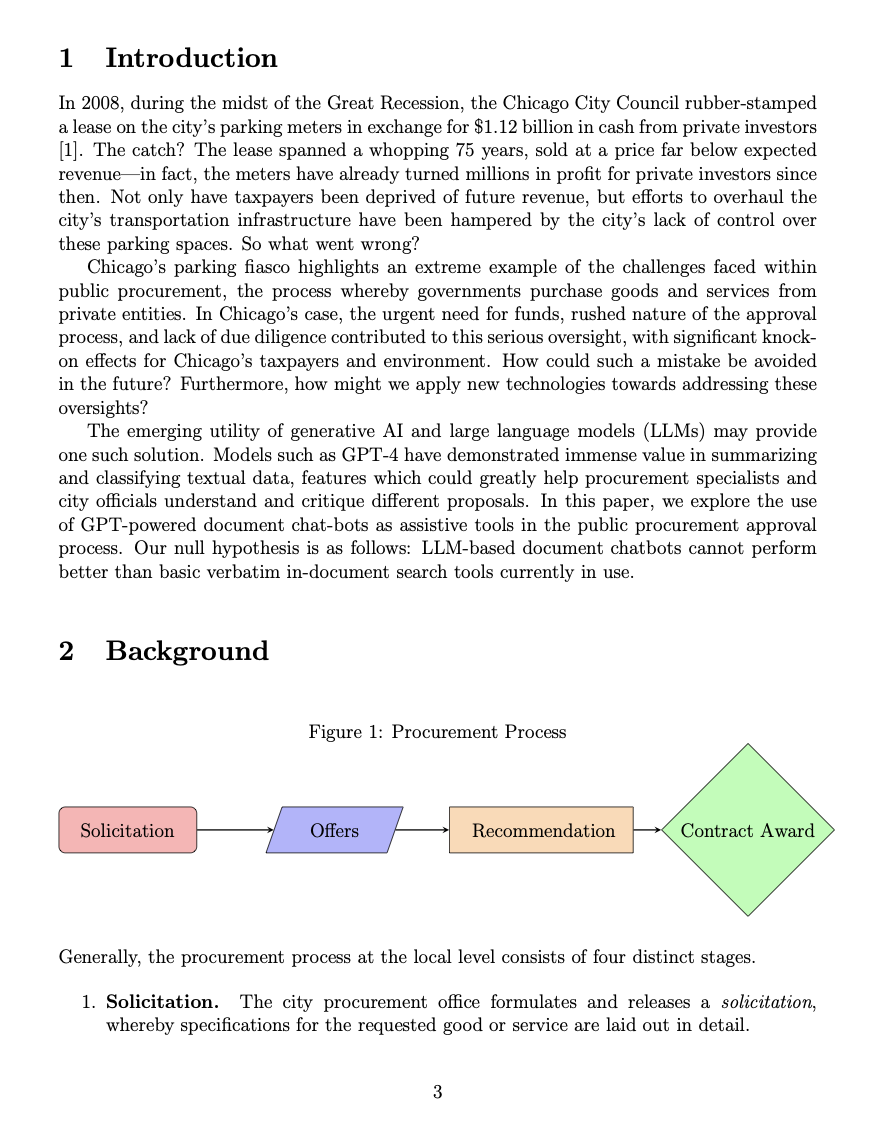 1 Introduction
In 2008, during the midst of the Great Recession, the Chicago City Council rubber-stamped
a lease on the city's parking meters in exchange for $1.12 billion in cash from private investors
[1]. The catch? The lease spanned a whopping 75 years, sold at a price far below expected
revenue—in fact, the meters have already turned millions in profit for private investors since
then. Not only have taxpayers been deprived of future revenue, but efforts to overhaul the
city's transportation infrastructure have been hampered by the city's lack of control over
these parking spaces. So what went wrong?
Chicago's parking fiasco highlights an extreme example of the challenges faced within
public procurement, the process whereby governments purchase goods and services from
private entities. In Chicago's case, the urgent need for funds, rushed nature of the approval
process, and lack of due diligence contributed to this serious oversight, with significant knock-
on effects for Chicago's taxpayers and environment. How could such a mistake be avoided
in the future? Furthermore, how might we apply new technologies towards addressing these
oversights?
The emerging utility of generative AI and large language models (LLMs) may provide
one such solution. Models such as GPT-4 have demonstrated immense value in summarizing
and classifying textual data, features which could greatly help procurement specialists and
city officials understand and critique different proposals. In this paper, we explore the use
of GPT-powered document chat-bots as assistive tools in the public procurement approval
process. Our null hypothesis is as follows: LLM-based document chatbots cannot perform
better than basic verbatim in-document search tools currently in use.
2 Background
Figure 1: Procurement Process
Solicitation
Offers
Recommendation
Contract Award
Generally, the procurement process at the local level consists of four distinct stages.
1. Solicitation. The city procurement office formulates and releases a solicitation,
whereby specifications for the requested good or service are laid out in detail.
3